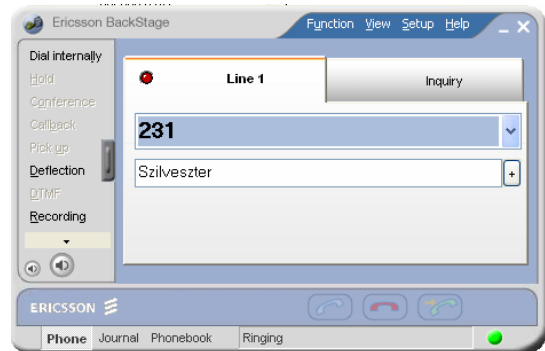 Ericsson BackStage
Function View Setup Help
Dial internally
Hold
Conference
Callback
Pick up
Deflection
DTMF
Recording
Line 1
Inquiry
231
Szilveszter
+
ERICSSON
Phone Journal Phonebook Ringing